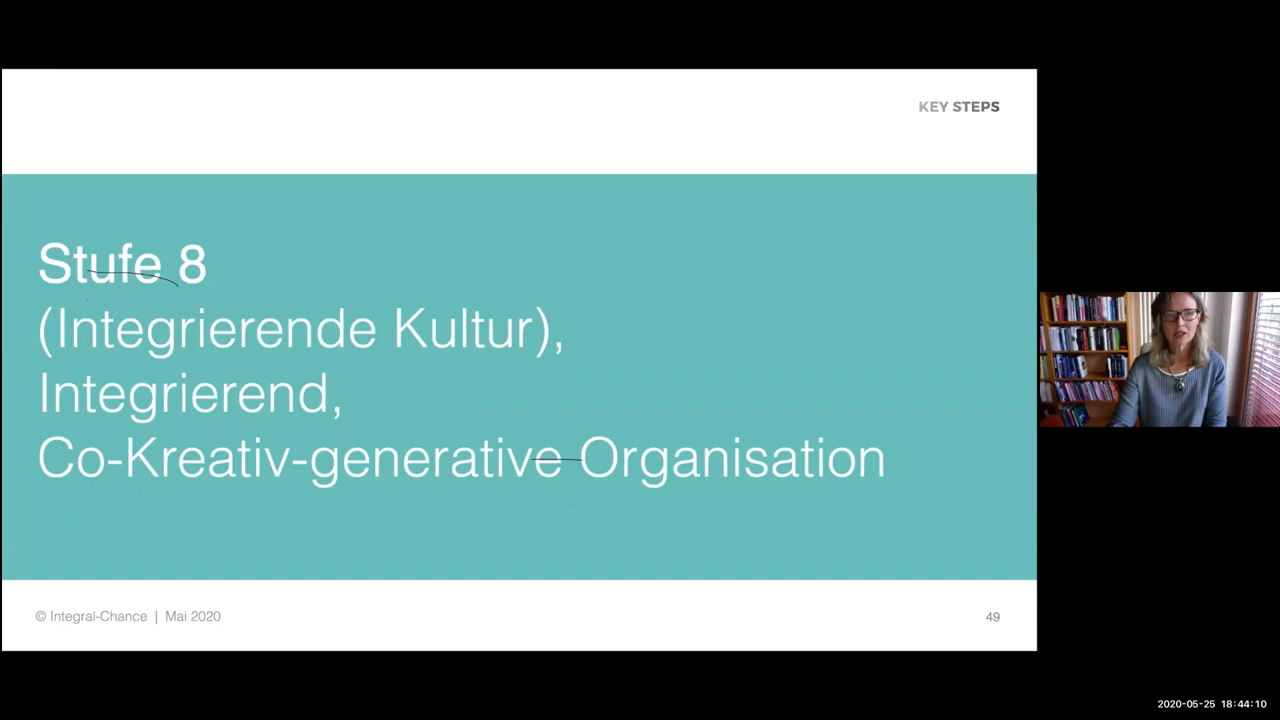 KEY STEPS
Stufe 8
(Integrierende Kultur),
Integrierend,
Co-Kreativ-generative Organisation
© Integral-Chance | Mai 2020
49
2020-05-25 18:44:10